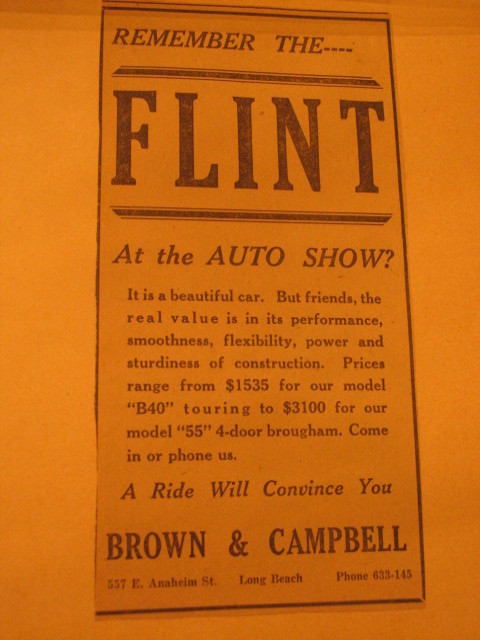 REMEMBER THE----
FLINT
At the AUTO SHOW?
It is a beautiful car. But friends, the
real value is in its performance,
smoothness, flexibility, power and
sturdiness of construction. Prices
range from $1535 for our model
"B40" touring to $3100 for our
model "55" 4-door brougham. Come
in or phone us.
A Ride Will Convince You
BROWN & CAMPBELL
557 E. Anaheim St. Long Beach Phone 633-145